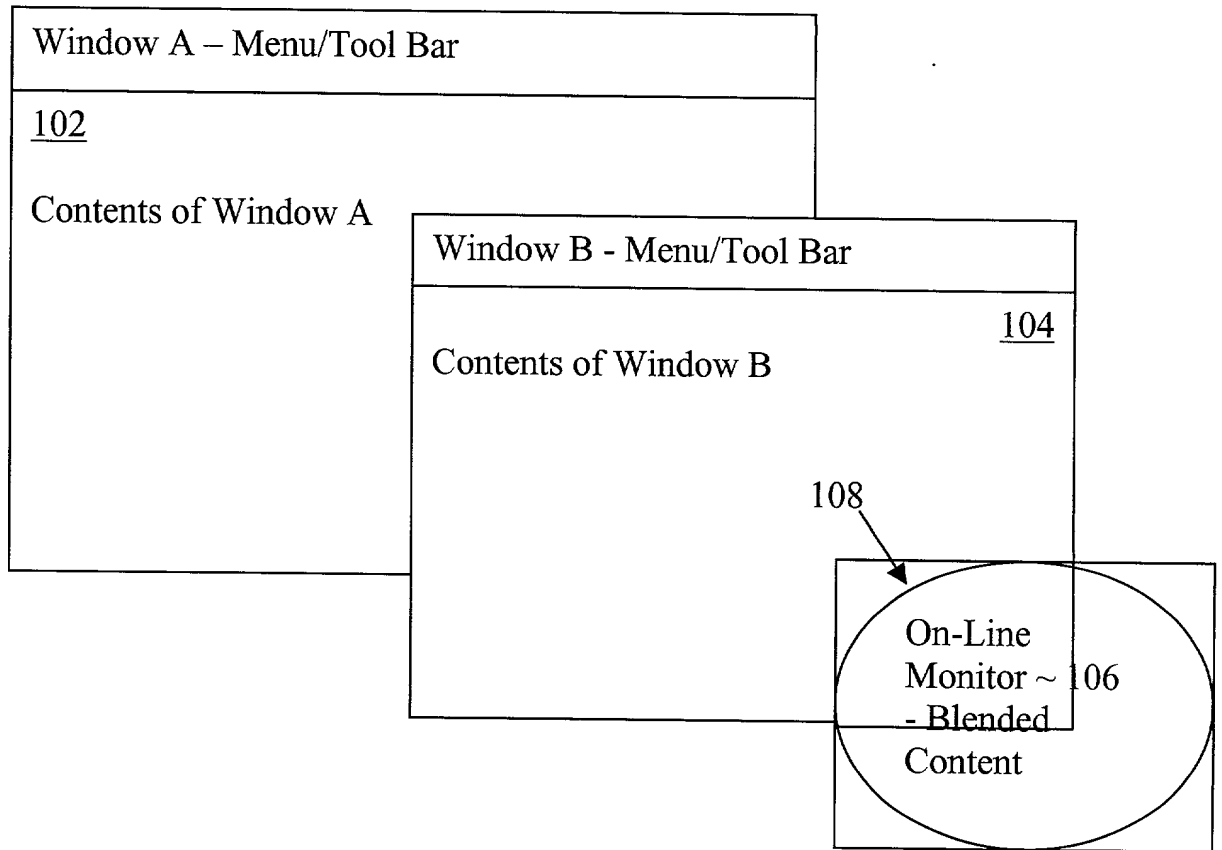 Window A – Menu/Tool Bar
102
Contents of Window A
Window B - Menu/Tool Bar
104
Contents of Window B
108
On-Line
Monitor ~ 106
- Blended
Content